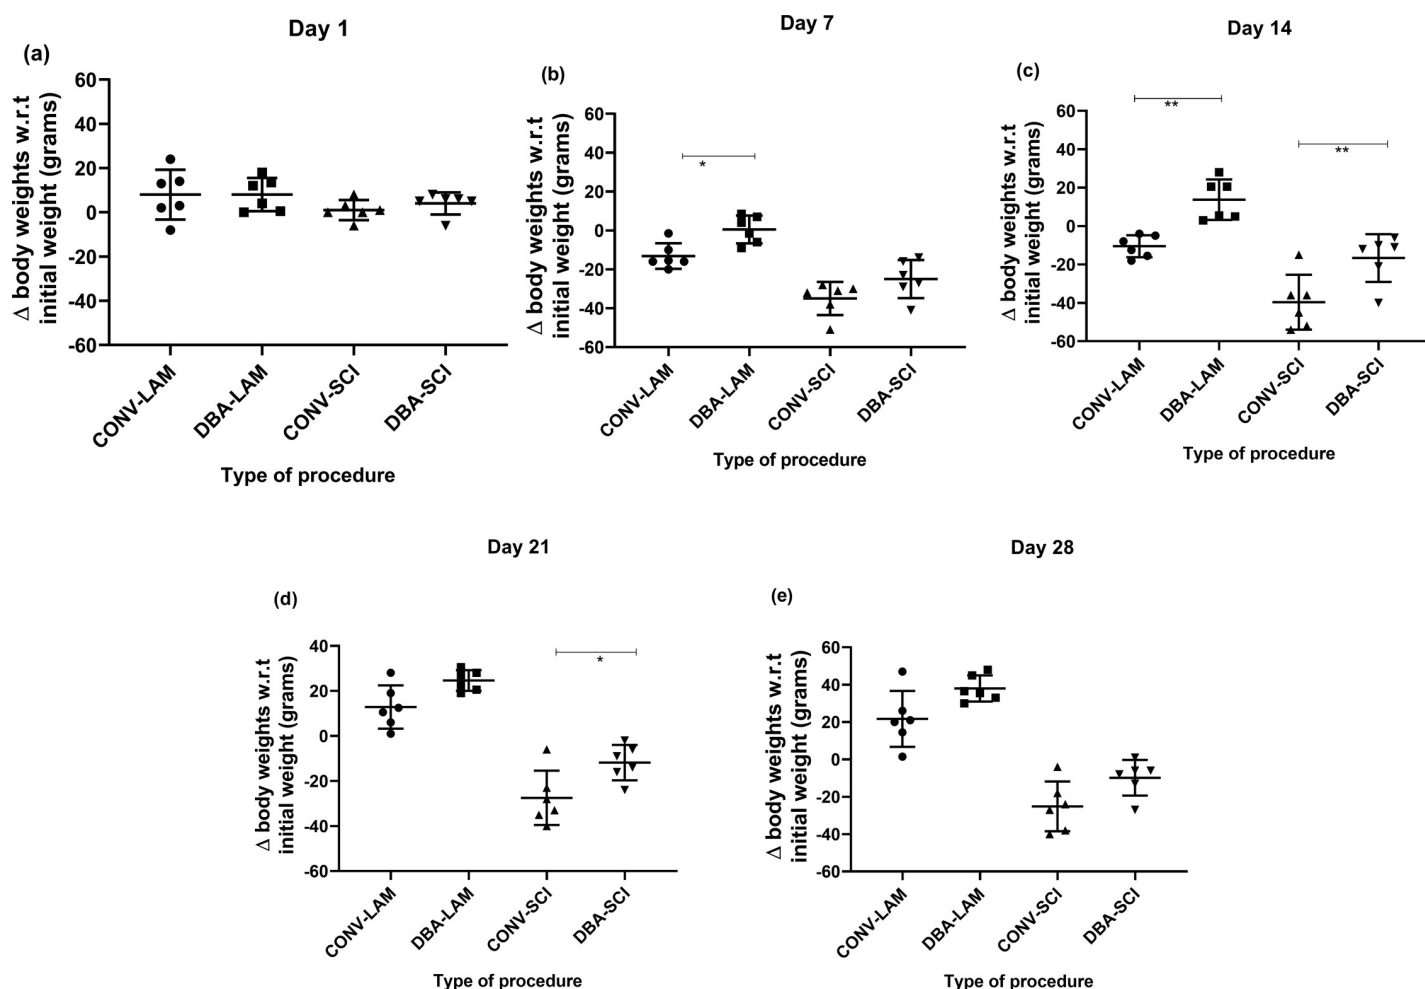 Day 1
(a)
Δ body weights w.r.t
initial weight (grams)
60
40
20
0
-20
-40
-60
CONV-LAM
DBA-LAM
CONV-SCI
DBA-SCI
Type of procedure
Day 7
(b)
Δ body weights w.r.t
initial weight (grams)
60
40
20
0
-20
-40
-60
*
CONV-LAM
DBA-LAM
CONV-SCI
DBA-SCI
Type of procedure
Day 14
(c)
Δ body weights w.r.t
initial weight (grams)
60
40
20
0
-20
-40
-60
**
**
CONV-LAM
DBA-LAM
CONV-SCI
DBA-SCI
Type of procedure
Day 21
(d)
Δ body weights w.r.t
initial weight (grams)
40
20
0
-20
-40
-60
*
CONV-LAM
DBA-LAM
CONV-SCI
DBA-SCI
Type of procedure
Day 28
(e)
Δ body weights w.r.t
initial weight (grams)
60
40
20
0
-20
-40
-60
CONV-LAM
DBA-LAM
CONV-SCI
DBA-SCI
Type of procedure